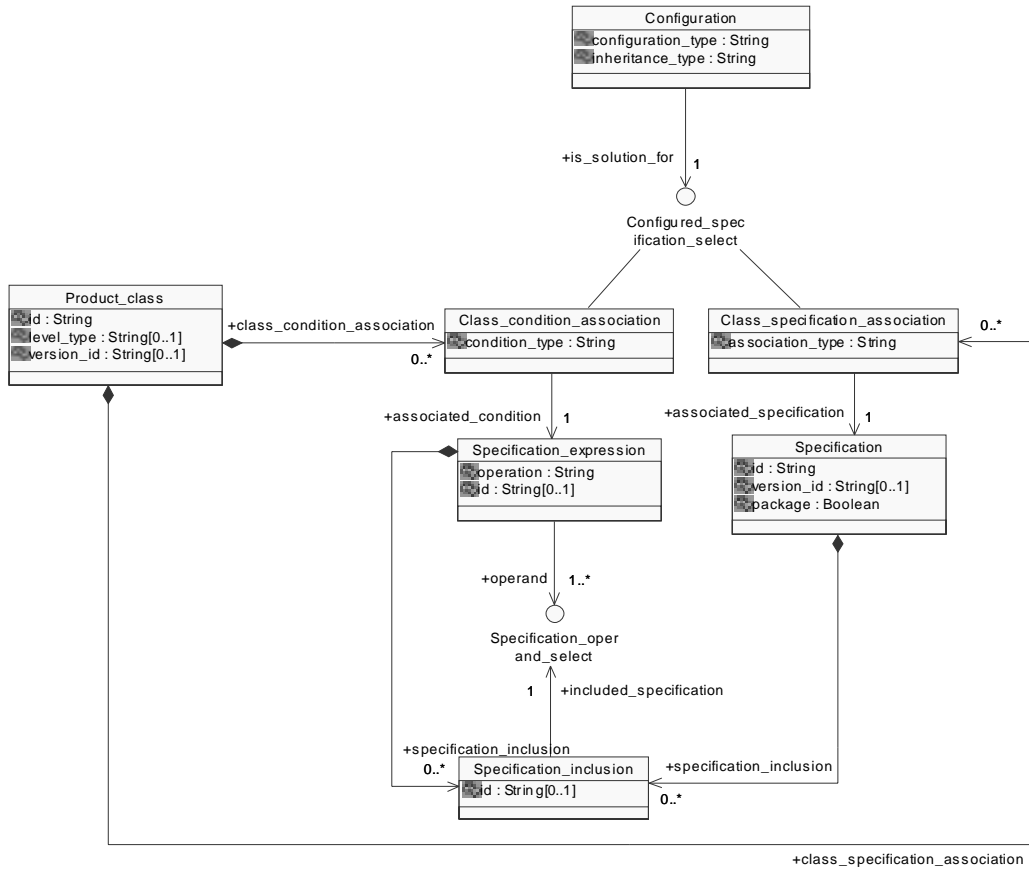 Configuration
configuration_type : String
inheritance_type : String
+is_solution_for
1
Configured_spec
ification_select
Product_class
id : String
level_type : String[0..1]
version_id : String[0..1]
+class_condition_association
0..*
Class_condition_association
condition_type : String
Class_specification_association
association_type : String
0..*
+associated_condition
1
+associated_specification
1
Specification_expression
operation : String
id : String[0..1]
Specification
id : String
version_id : String[0..1]
package : Boolean
+operand
1..*
Specification_oper
and_select
1
+included_specification
+specification_inclusion
0..*
Specification_inclusion
id : String[0..1]
+specification_inclusion
0..*
+class_specification_association